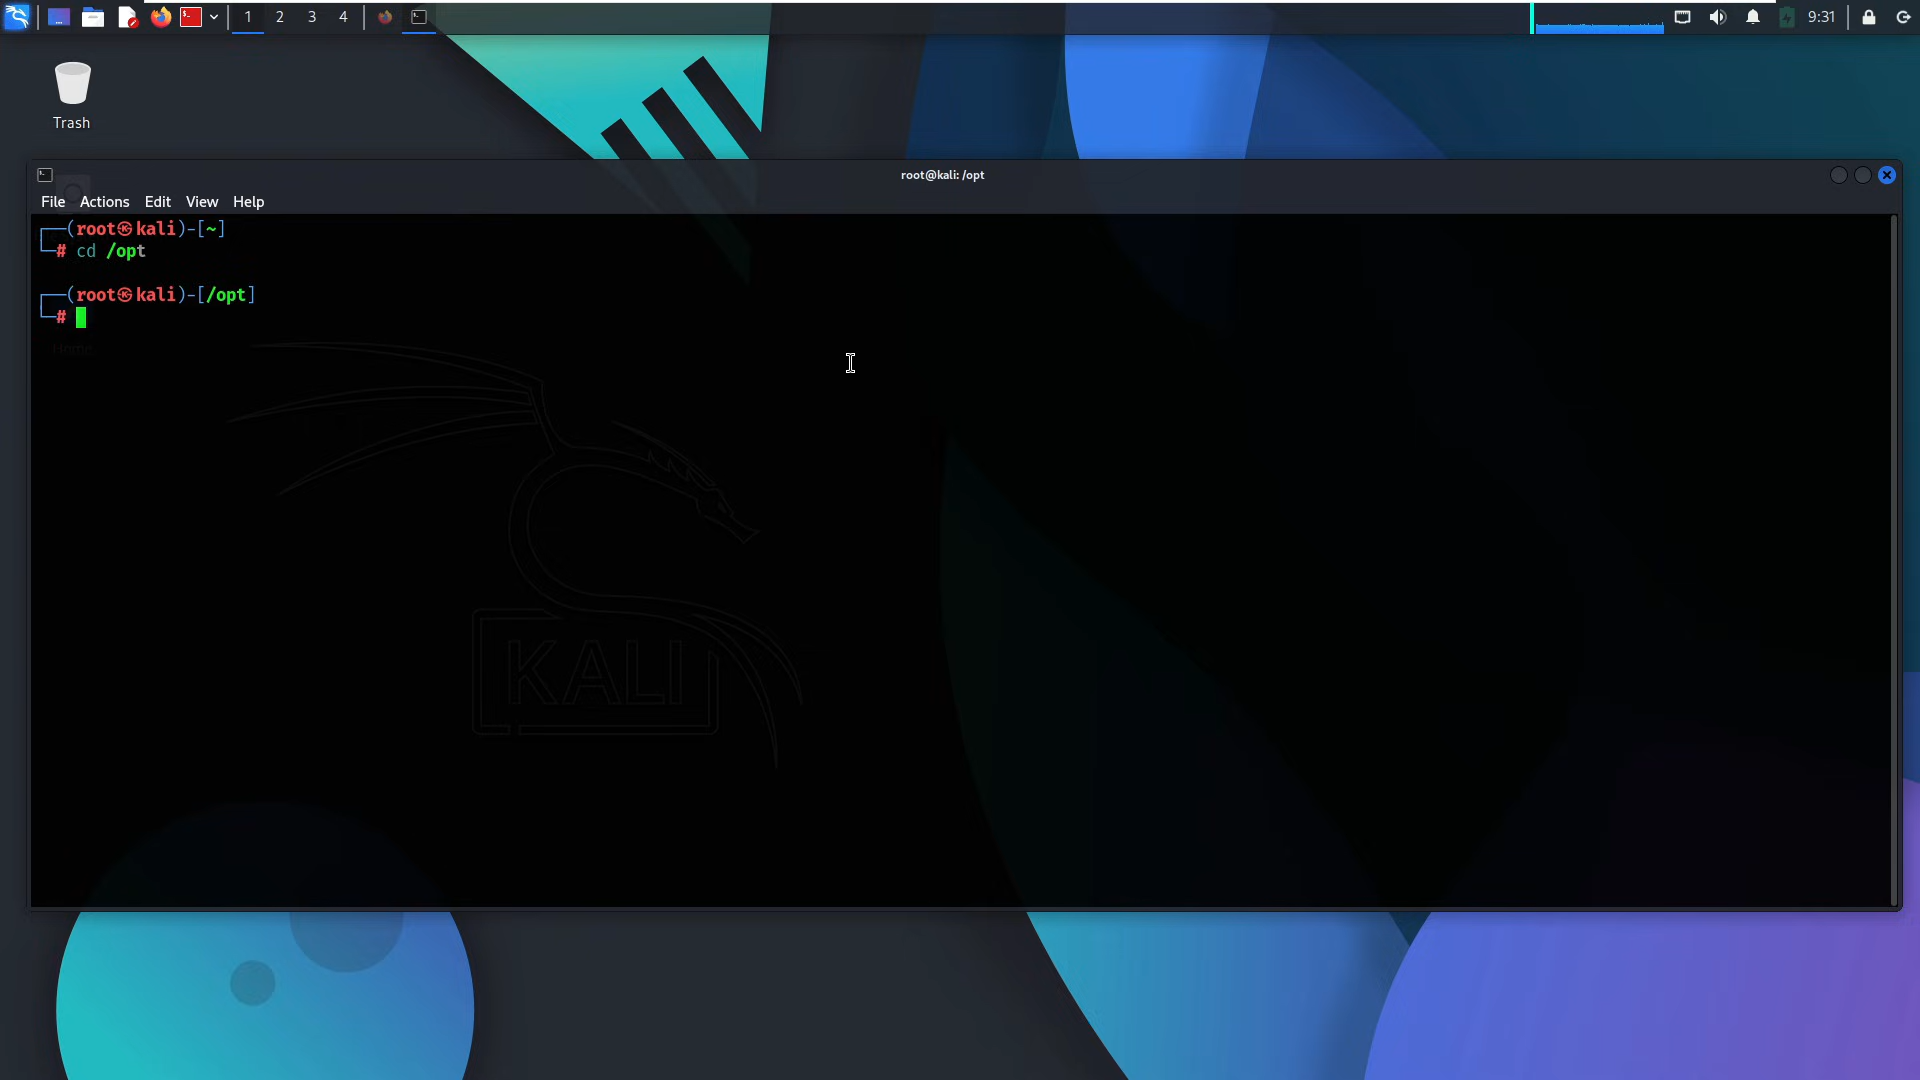 1 2 3 4 9:31
Trash
root@kali: /opt
File Actions Edit View Help
┌──(root㉿kali)-[~]
└─# cd /opt
┌──(root㉿kali)-[/opt]
└─#
Home
KALI